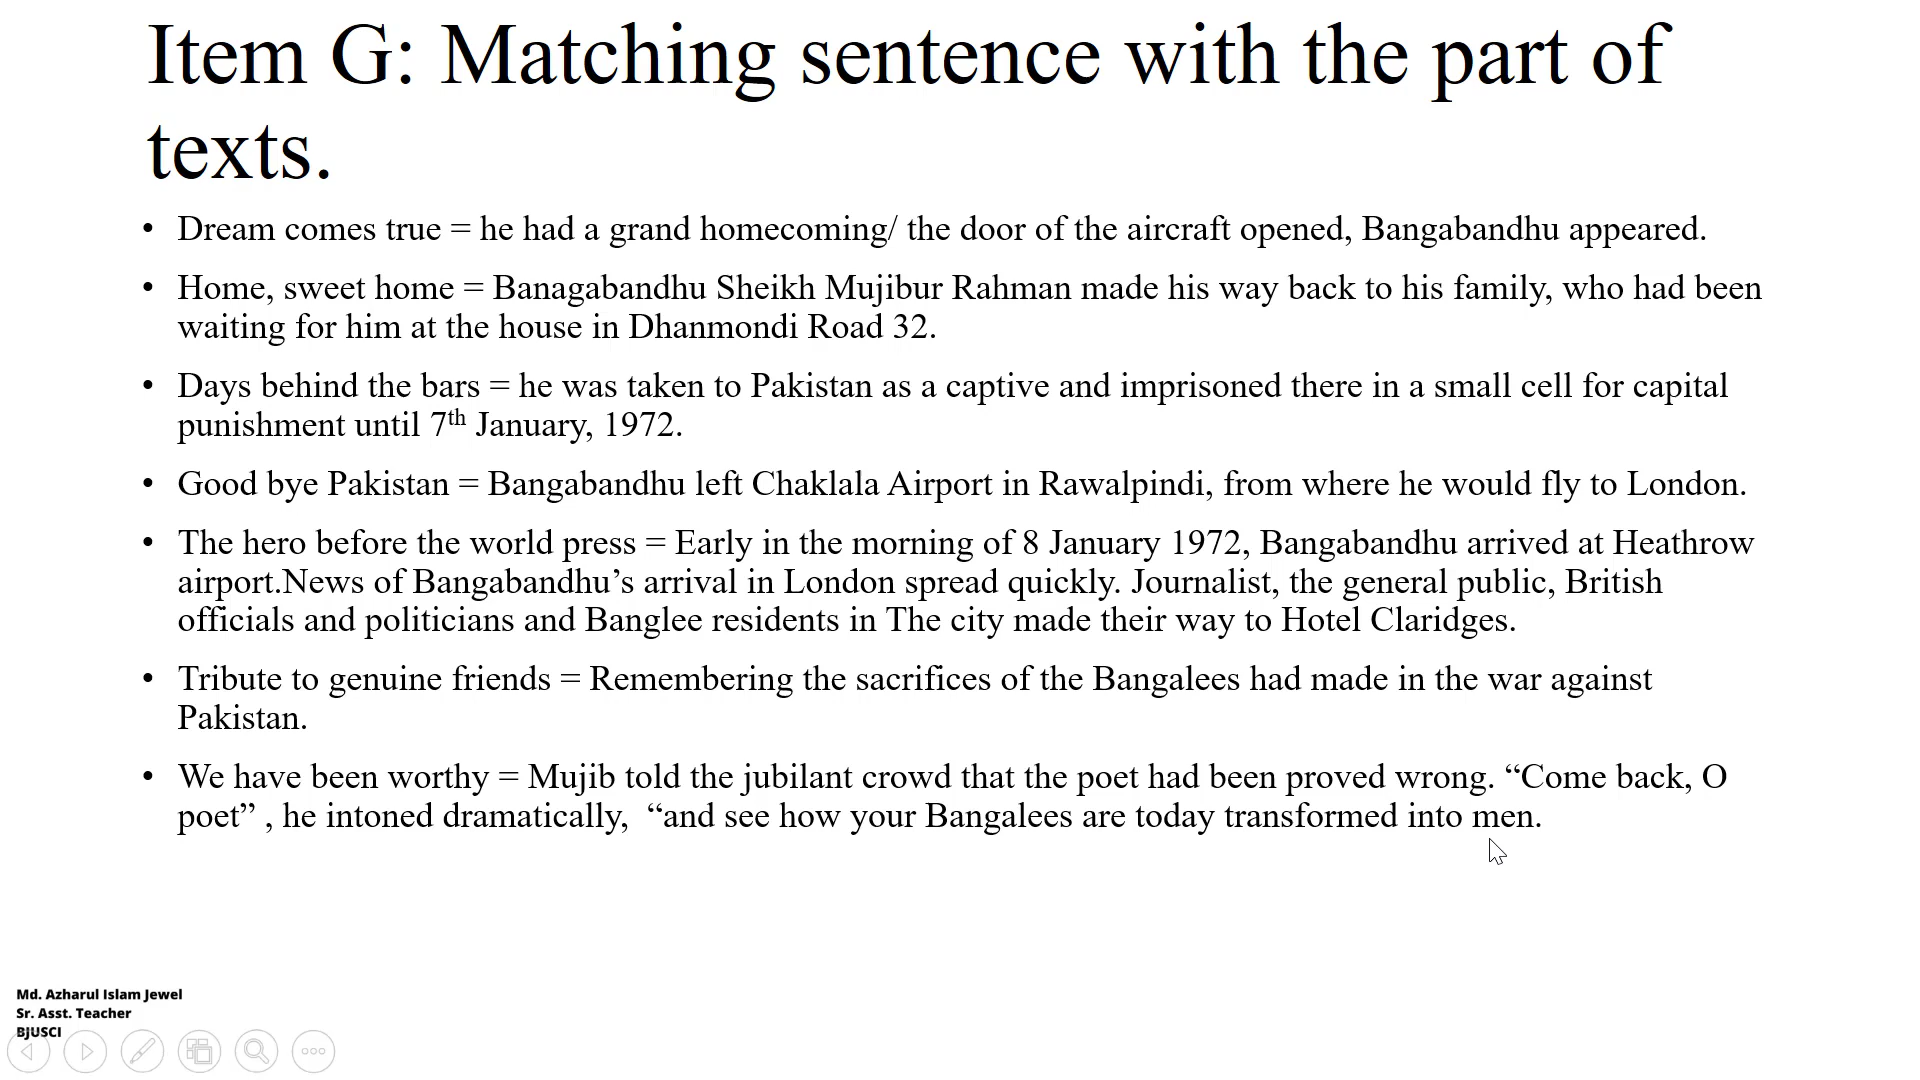 Item G: Matching sentence with the part of
texts.
• Dream comes true = he had a grand homecoming/ the door of the aircraft opened, Bangabandhu appeared.
• Home, sweet home = Banagabandhu Sheikh Mujibur Rahman made his way back to his family, who had been
waiting for him at the house in Dhanmondi Road 32.
• Days behind the bars = he was taken to Pakistan as a captive and imprisoned there in a small cell for capital
punishment until 7th January, 1972.
• Good bye Pakistan = Bangabandhu left Chaklala Airport in Rawalpindi, from where he would fly to London.
• The hero before the world press = Early in the morning of 8 January 1972, Bangabandhu arrived at Heathrow
airport.News of Bangabandhu’s arrival in London spread quickly. Journalist, the general public, British
officials and politicians and Banglee residents in The city made their way to Hotel Claridges.
• Tribute to genuine friends = Remembering the sacrifices of the Bangalees had made in the war against
Pakistan.
• We have been worthy = Mujib told the jubilant crowd that the poet had been proved wrong. “Come back, O
poet” , he intoned dramatically,  “and see how your Bangalees are today transformed into men.
Md. Azharul Islam Jewel
Sr. Asst. Teacher
BJUSCI